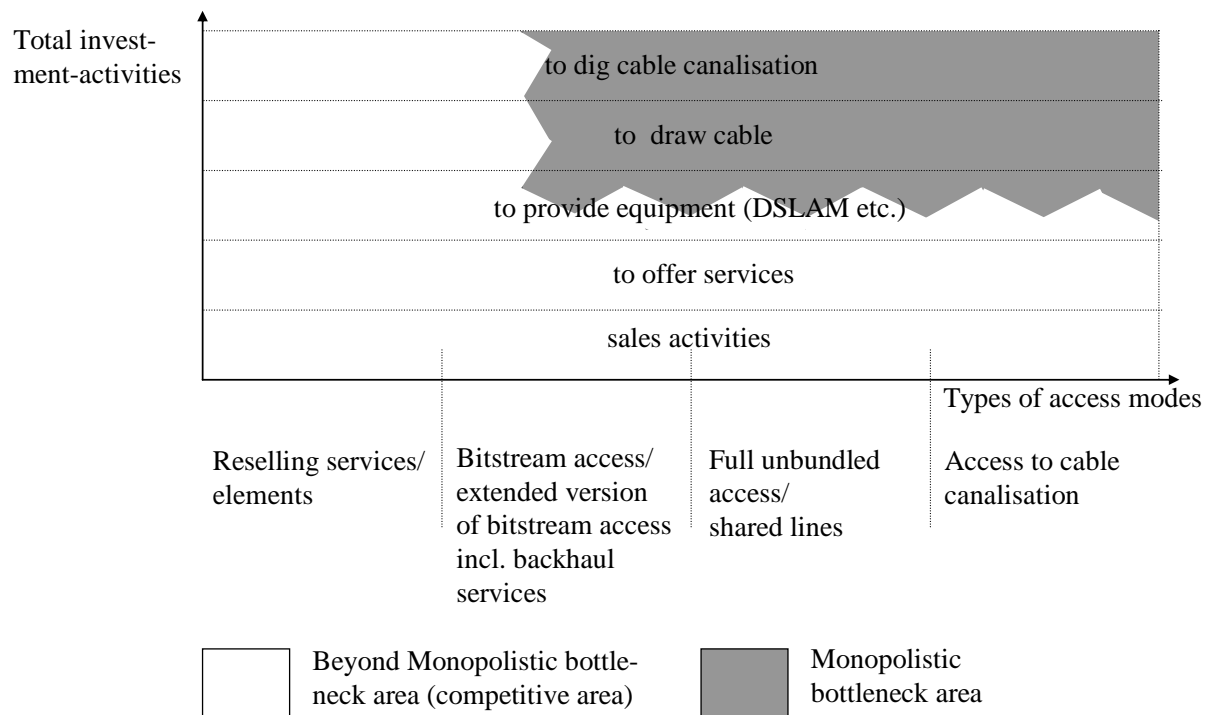 Total invest-
ment-activities
to dig cable canalisation
to draw cable
to provide equipment (DSLAM etc.)
to offer services
sales activities
Types of access modes
Reselling services/
elements
Bitstream access/
extended version
of bitstream access
incl. backhaul
services
Full unbundled
access/
shared lines
Access to cable
canalisation
Beyond Monopolistic bottle-
neck area (competitive area)
Monopolistic
bottleneck area